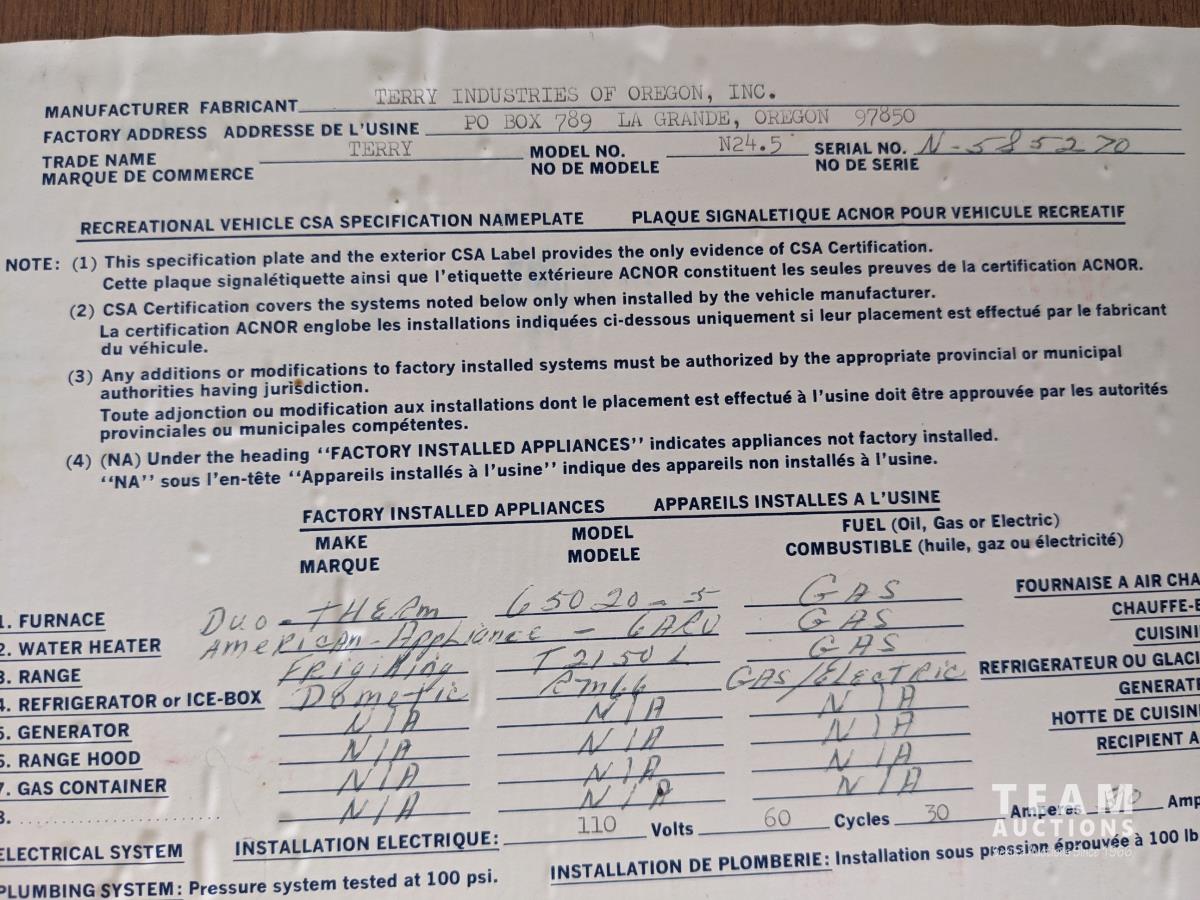 MANUFACTURER FABRICANT TERRY INDUSTRIES OF OREGON, INC.
FACTORY ADDRESS ADDRESSE DE L'USINE PO BOX 789 LA GRANDE, OREGON 97850
TRADE NAME TERRY MODEL NO. N24.5 SERIAL NO. N-585270
MARQUE DE COMMERCE NO DE MODELE NO DE SERIE
RECREATIONAL VEHICLE CSA SPECIFICATION NAMEPLATE PLAQUE SIGNALETIQUE ACNOR POUR VEHICULE RECREATIF
NOTE: (1) This specification plate and the exterior CSA Label provides the only evidence of CSA Certification.
Cette plaque signalétiquette ainsi que l'etiquette extérieure ACNOR constituent les seules preuves de la certification ACNOR.
(2) CSA Certification covers the systems noted below only when installed by the vehicle manufacturer.
La certification ACNOR englobe les installations indiquées ci-dessous uniquement si leur placement est effectué par le fabricant
du véhicule.
(3) Any additions or modifications to factory installed systems must be authorized by the appropriate provincial or municipal
authorities having jurisdiction.
Toute adjonction ou modification aux installations dont le placement est effectué à l'usine doit être approuvée par les autorités
provinciales ou municipales compétentes.
(4) (NA) Under the heading "FACTORY INSTALLED APPLIANCES" indicates appliances not factory installed.
"NA" sous l'en-tête "Appareils installés à l'usine" indique des appareils non installés à l'usine.
FACTORY INSTALLED APPLIANCES APPAREILS INSTALLES A L'USINE
MAKE MODEL FUEL (Oil, Gas or Electric)
MARQUE MODELE COMBUSTIBLE (huile, gaz ou électricité)
1. FURNACE Duo-THERM 65020-5 GAS FOURNAISE A AIR CHA
2. WATER HEATER AmeRICAN-Appliance - GARV GAS CHAUFFE-E
3. RANGE FRIGIKING T2150L GAS CUISINI
4. REFRIGERATOR or ICE-BOX Dometic Rm66 GAS/ELECTRIC REFRIGERATEUR OU GLACI
5. GENERATOR N/A N/A N/A GENERATE
6. RANGE HOOD N/A N/A N/A HOTTE DE CUISIN
7. GAS CONTAINER N/A N/A N/A RECIPIENT A
8. N/A N/A N/A
ELECTRICAL SYSTEM INSTALLATION ELECTRIQUE: 110 Volts 60 Cycles 30 Amperes Amp
PLUMBING SYSTEM: Pressure system tested at 100 psi. INSTALLATION DE PLOMBERIE: Installation sous pression éprouvée à 100 lb
TEAM
AUCTIONS